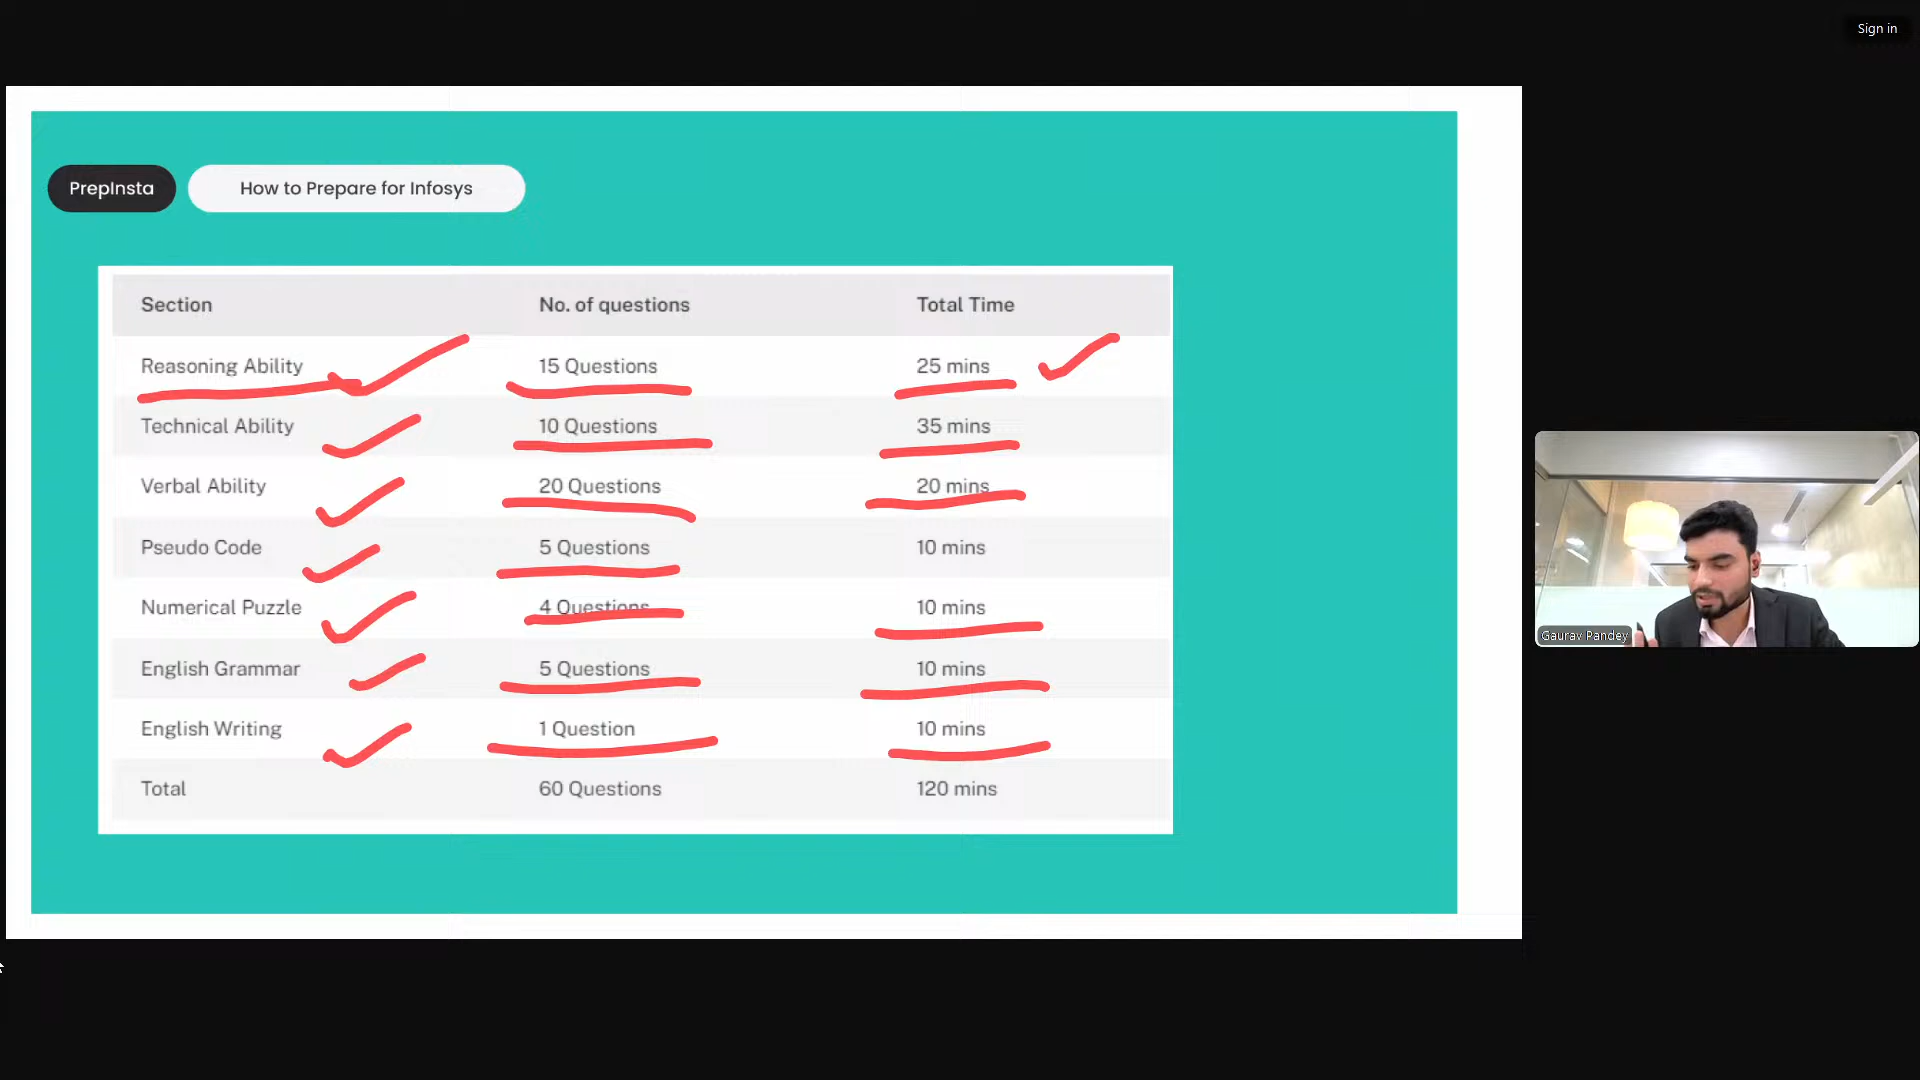 Sign in
PrepInsta How to Prepare for Infosys
Section No. of questions Total Time
Reasoning Ability 15 Questions 25 mins
Technical Ability 10 Questions 35 mins
Verbal Ability 20 Questions 20 mins
Pseudo Code 5 Questions 10 mins
Numerical Puzzle 4 Questions 10 mins
English Grammar 5 Questions 10 mins
English Writing 1 Question 10 mins
Total 60 Questions 120 mins
Gaurav Pandey